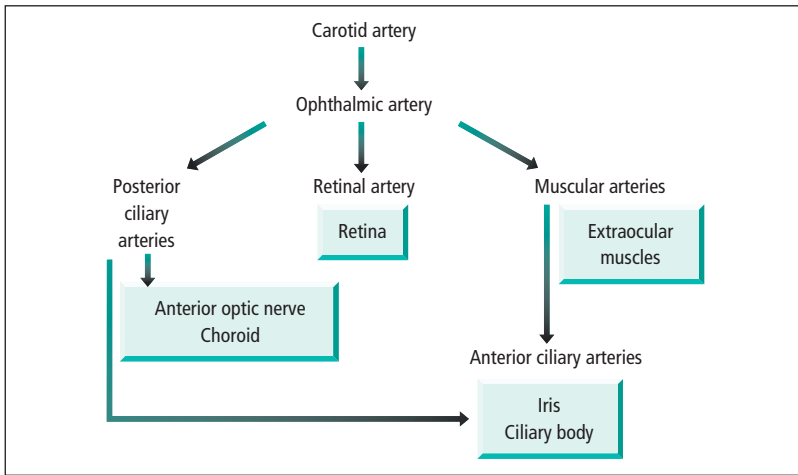 Carotid artery
Ophthalmic artery
Posterior
ciliary
arteries
Retinal artery
Muscular arteries
Retina
Extraocular
muscles
Anterior optic nerve
Choroid
Anterior ciliary arteries
Iris
Ciliary body